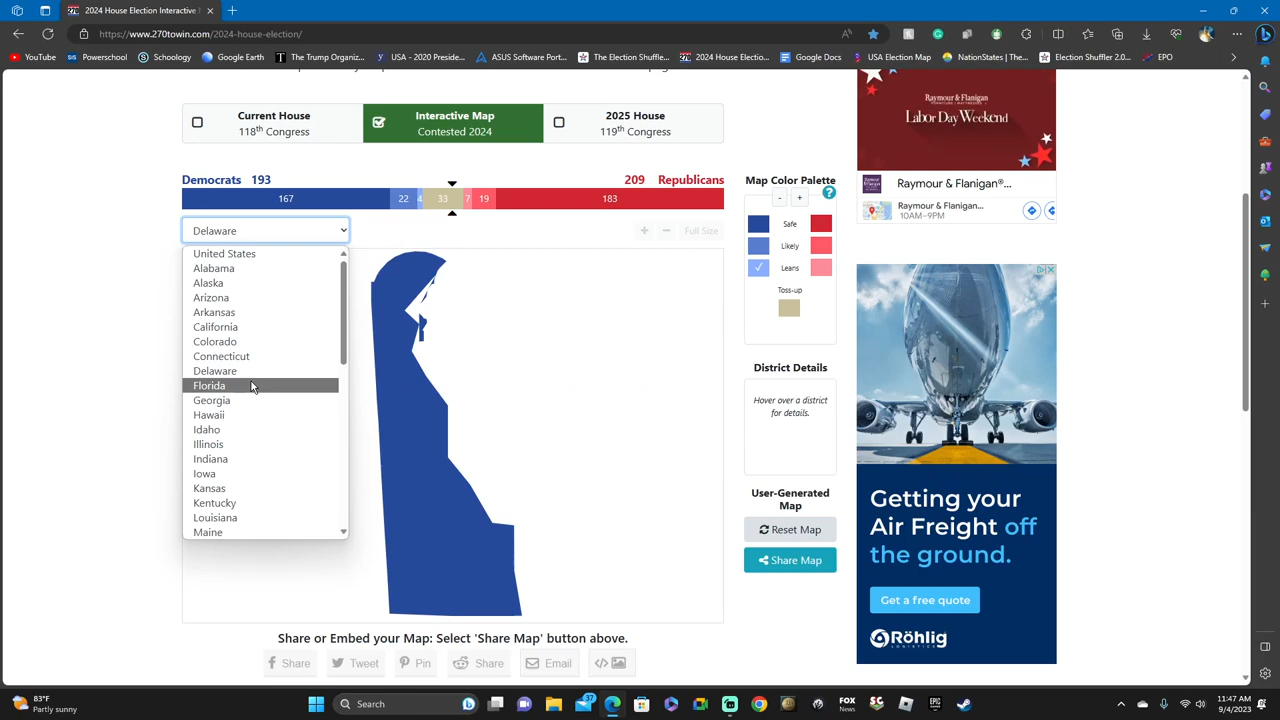 2024 House Election Interactive M
https://www.270towin.com/2024-house-election/
YouTube
Powerschool
Schoology
Google Earth
The Trump Organiz...
USA - 2020 Preside...
ASUS Software Port...
The Election Shuffle...
2024 House Electio...
Google Docs
USA Election Map
Election Shuffler 2.0...
EPO
Current House
118th Congress
Interactive Map
Contested 2024
2025 House
119th Congress
Democrats 193
209 Republicans
167 22 4 33 7 19 183
Delaware
Full Size
United States
Alabama
Alaska
Arizona
Arkansas
California
Colorado
Connecticut
Delaware
Florida
Georgia
Hawaii
Idaho
Illinois
Indiana
Iowa
Kansas
Kentucky
Louisiana
Maine
Map Color Palette
- +
?
Safe
Likely
Leans
Toss-up
District Details
Hover over a district
for details.
User-Generated
Map
Reset Map
Share Map
Share or Embed your Map: Select 'Share Map' button above.
Share
Tweet
Pin
Share
Email
Raymour & Flanigan
Labor Day Weekend
Raymour & Flanigan®...
Raymour & Flanigan...
10AM–9PM
Getting your
Air Freight off
the ground.
Get a free quote
Röhlig
LOGISTICS
83°F
Partly sunny
Search
37
FOX
News
EPIC
11:47 AM
9/4/2023